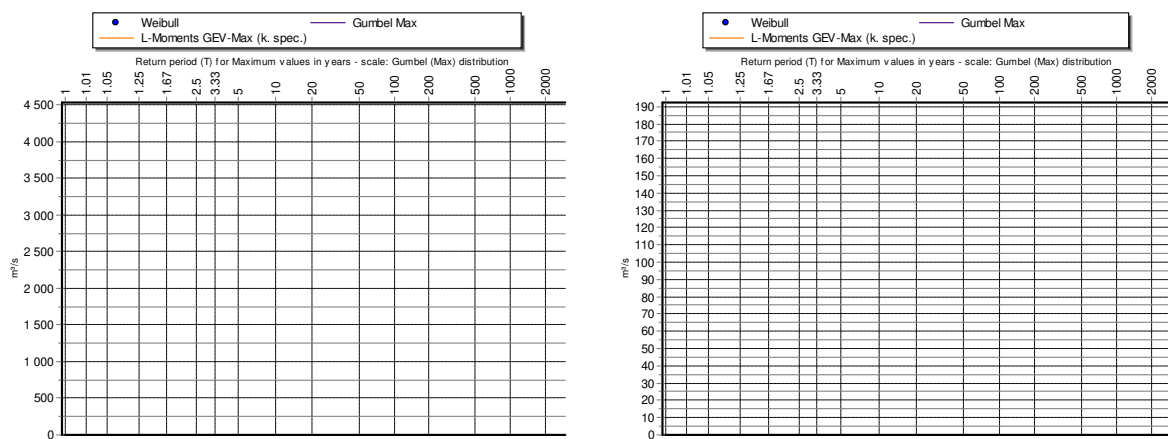 Weibull
Gumbel Max
L-Moments GEV-Max (k. spec.)
Return period (T) for Maximum values in years - scale: Gumbel (Max) distribution
1 1.01 1.05 1.25 1.67 2.5 3.33 5 10 20 50 100 200 500 1000 2000
4 500
4 000
3 500
3 000
2 500
m³/s
2 000
1 500
1 000
500
0
Weibull
Gumbel Max
L-Moments GEV-Max (k. spec.)
Return period (T) for Maximum values in years - scale: Gumbel (Max) distribution
1 1.01 1.05 1.25 1.67 2.5 3.33 5 10 20 50 100 200 500 1000 2000
190
180
170
160
150
140
130
120
110
100
m³/s
90
80
70
60
50
40
30
20
10
0